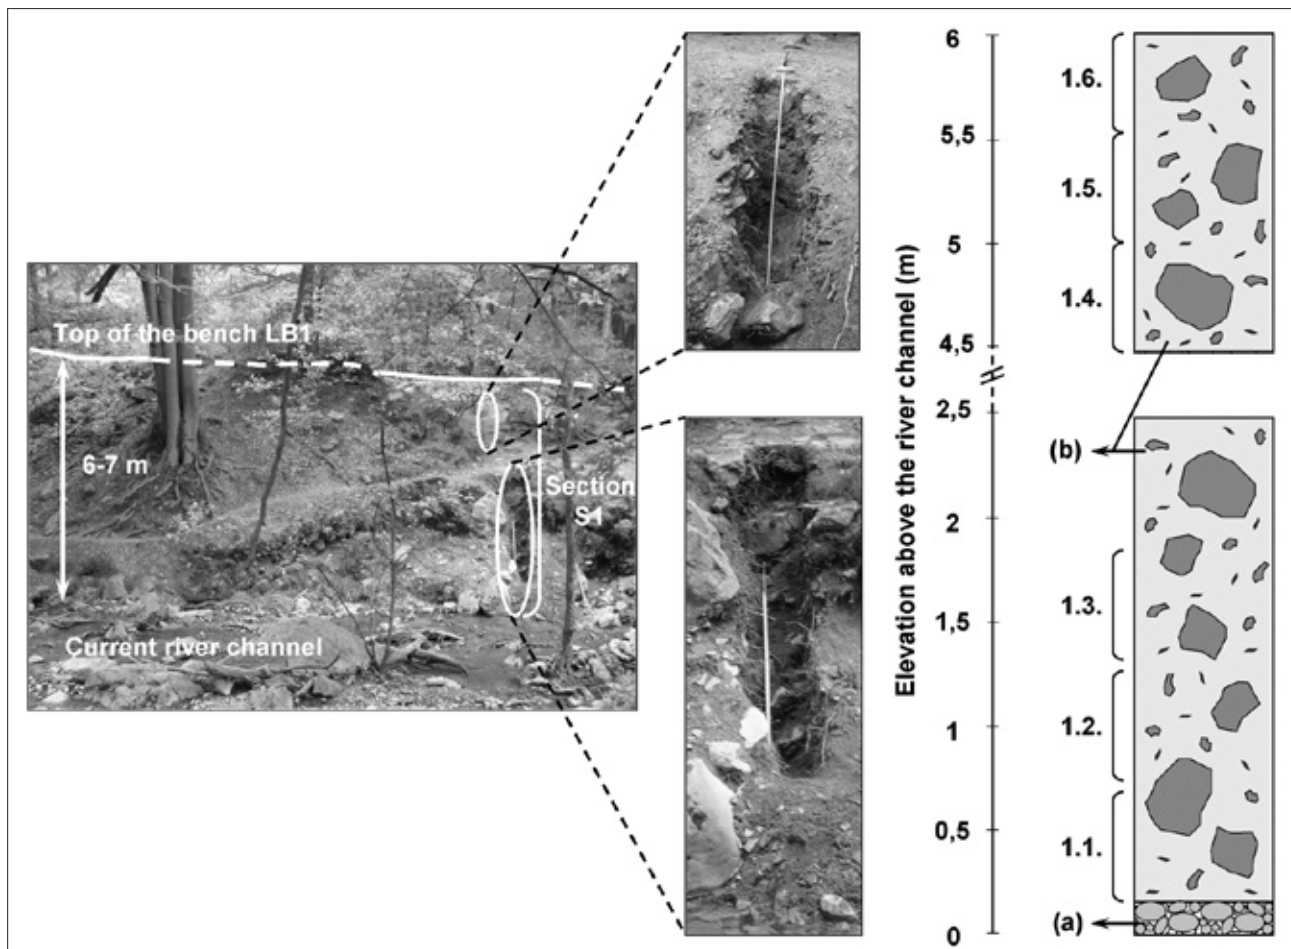 Top of the bench LB1
6-7 m
Section
S1
Current river channel
Elevation above the river channel (m)
6
5,5
5
4,5
2,5
2
1,5
1
0,5
0
1.6.
1.5.
1.4.
(b)
1.3.
1.2.
1.1.
(a)